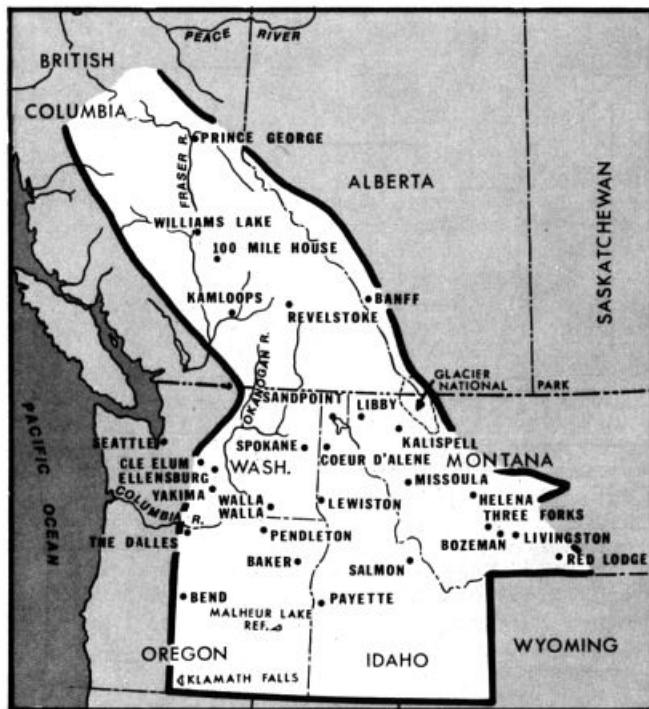 PEACE RIVER
BRITISH
COLUMBIA
PRINCE GEORGE
FRASER R.
ALBERTA
SASKATCHEWAN
WILLIAMS LAKE
100 MILE HOUSE
KAMLOOPS
BANFF
REVELSTOKE
OKANOGAN R.
GLACIER
NATIONAL PARK
SANDPOINT
LIBBY
SEATTLE
SPOKANE
KALISPELL
COEUR D'ALENE
CLE ELUM
WASH.
MONTANA
ELLENSBURG
MISSOULA
YAKIMA
WALLA
WALLA
LEWISTON
HELENA
COLUMBIA R.
THREE FORKS
PACIFIC OCEAN
THE DALLES
PENDLETON
BOZEMAN
LIVINGSTON
BAKER
SALMON
RED LODGE
BEND
MALHEUR LAKE
REF.
PAYETTE
WYOMING
OREGON
IDAHO
KLAMATH FALLS